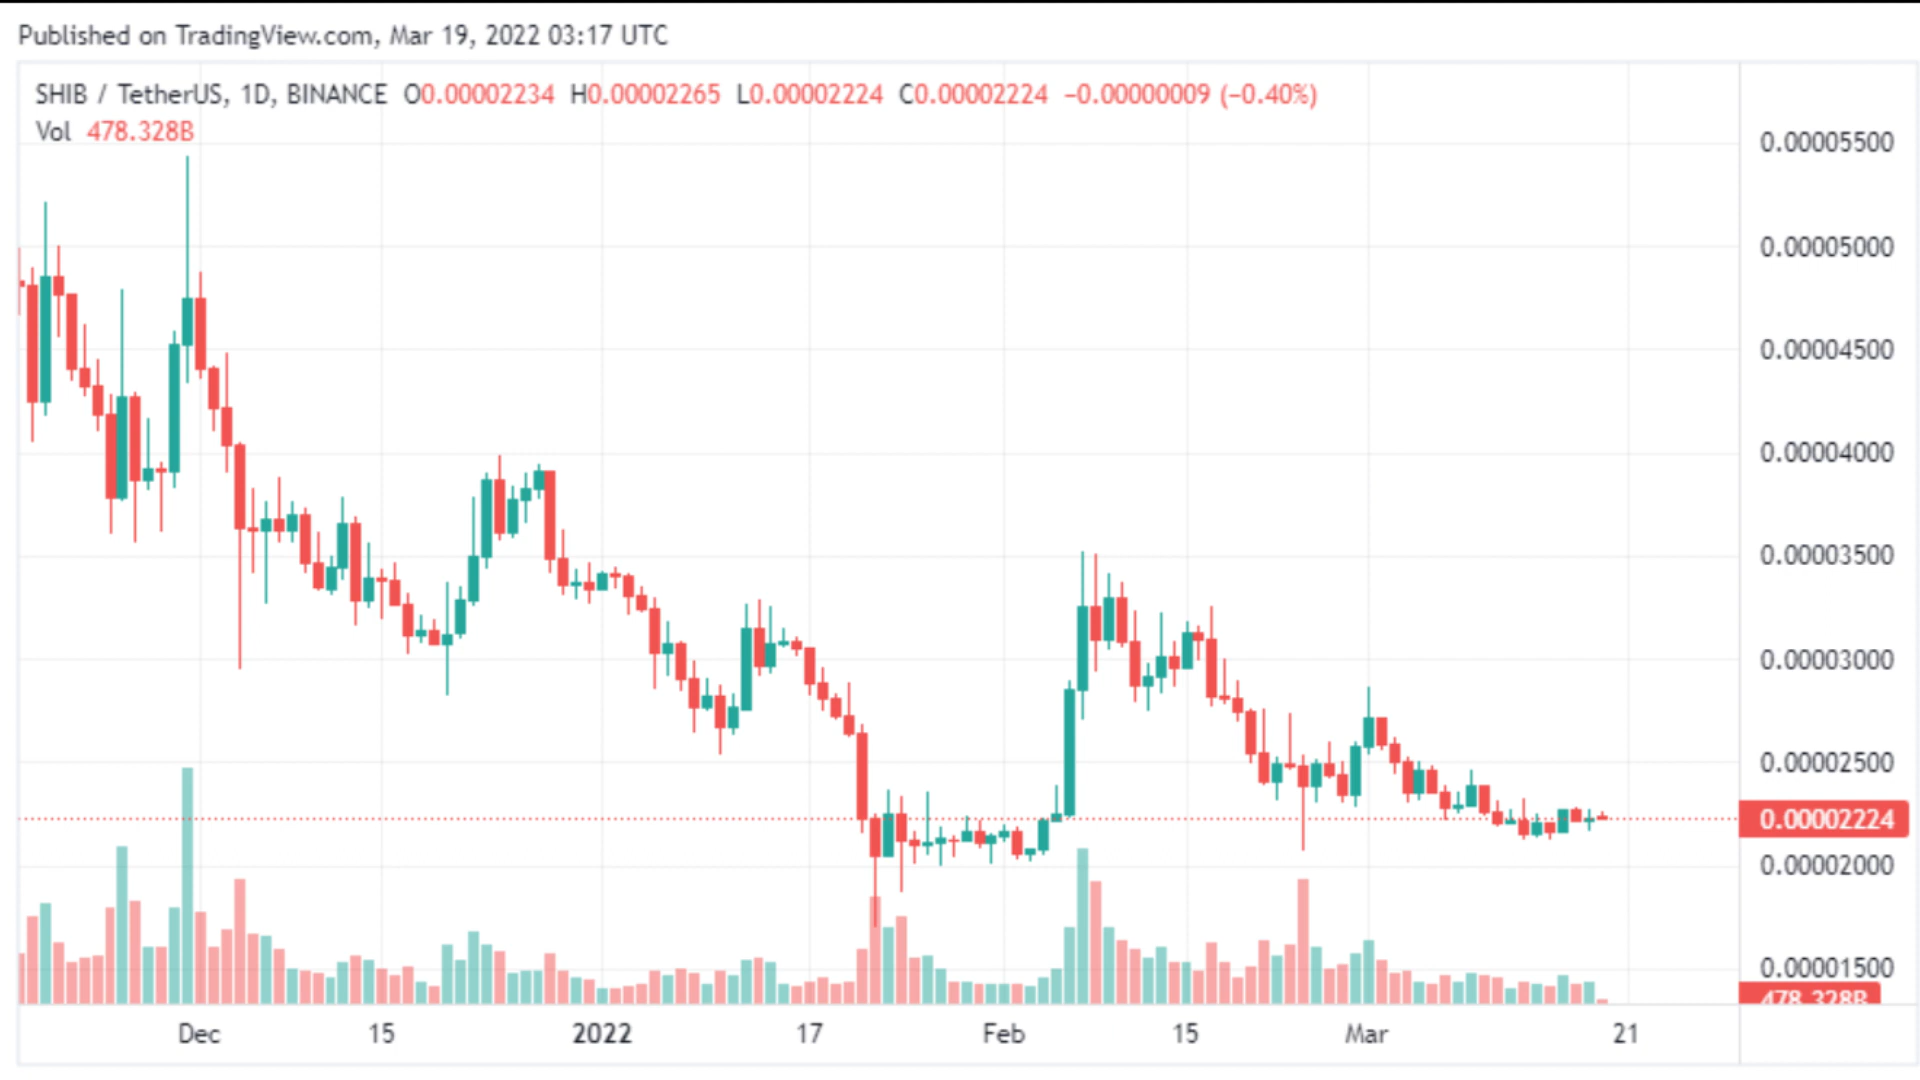 Published on TradingView.com, Mar 19, 2022 03:17 UTC
SHIB / TetherUS, 1D, BINANCE O0.00002234 H0.00002265 L0.00002224 C0.00002224 −0.00000009 (−0.40%)
Vol 478.328B
0.00005500
0.00005000
0.00004500
0.00004000
0.00003500
0.00003000
0.00002500
0.00002224
0.00002000
0.00001500
478.328B
Dec 15 2022 17 Feb 15 Mar 21